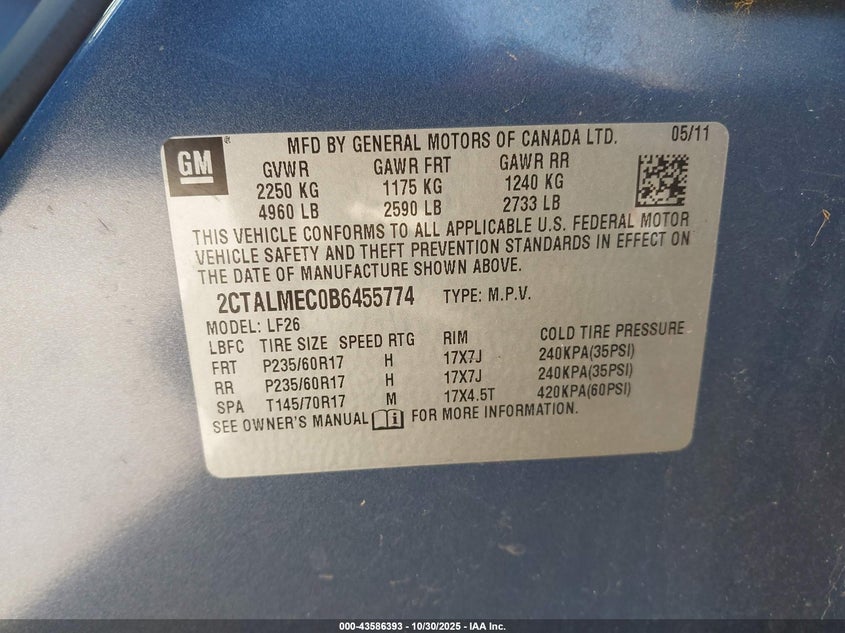 GM
MFD BY GENERAL MOTORS OF CANADA LTD. 05/11
GVWR GAWR FRT GAWR RR
2250 KG 1175 KG 1240 KG
4960 LB 2590 LB 2733 LB
THIS VEHICLE CONFORMS TO ALL APPLICABLE U.S. FEDERAL MOTOR
VEHICLE SAFETY AND THEFT PREVENTION STANDARDS IN EFFECT ON
THE DATE OF MANUFACTURE SHOWN ABOVE.
2CTALMEC0B6455774 TYPE: M.P.V.
MODEL: LF26
LBFC TIRE SIZE SPEED RTG RIM COLD TIRE PRESSURE
FRT P235/60R17 H 17X7J 240KPA(35PSI)
RR P235/60R17 H 17X7J 240KPA(35PSI)
SPA T145/70R17 M 17X4.5T 420KPA(60PSI)
SEE OWNER'S MANUAL FOR MORE INFORMATION.
000-43586393 - 10/30/2025 - IAA Inc.